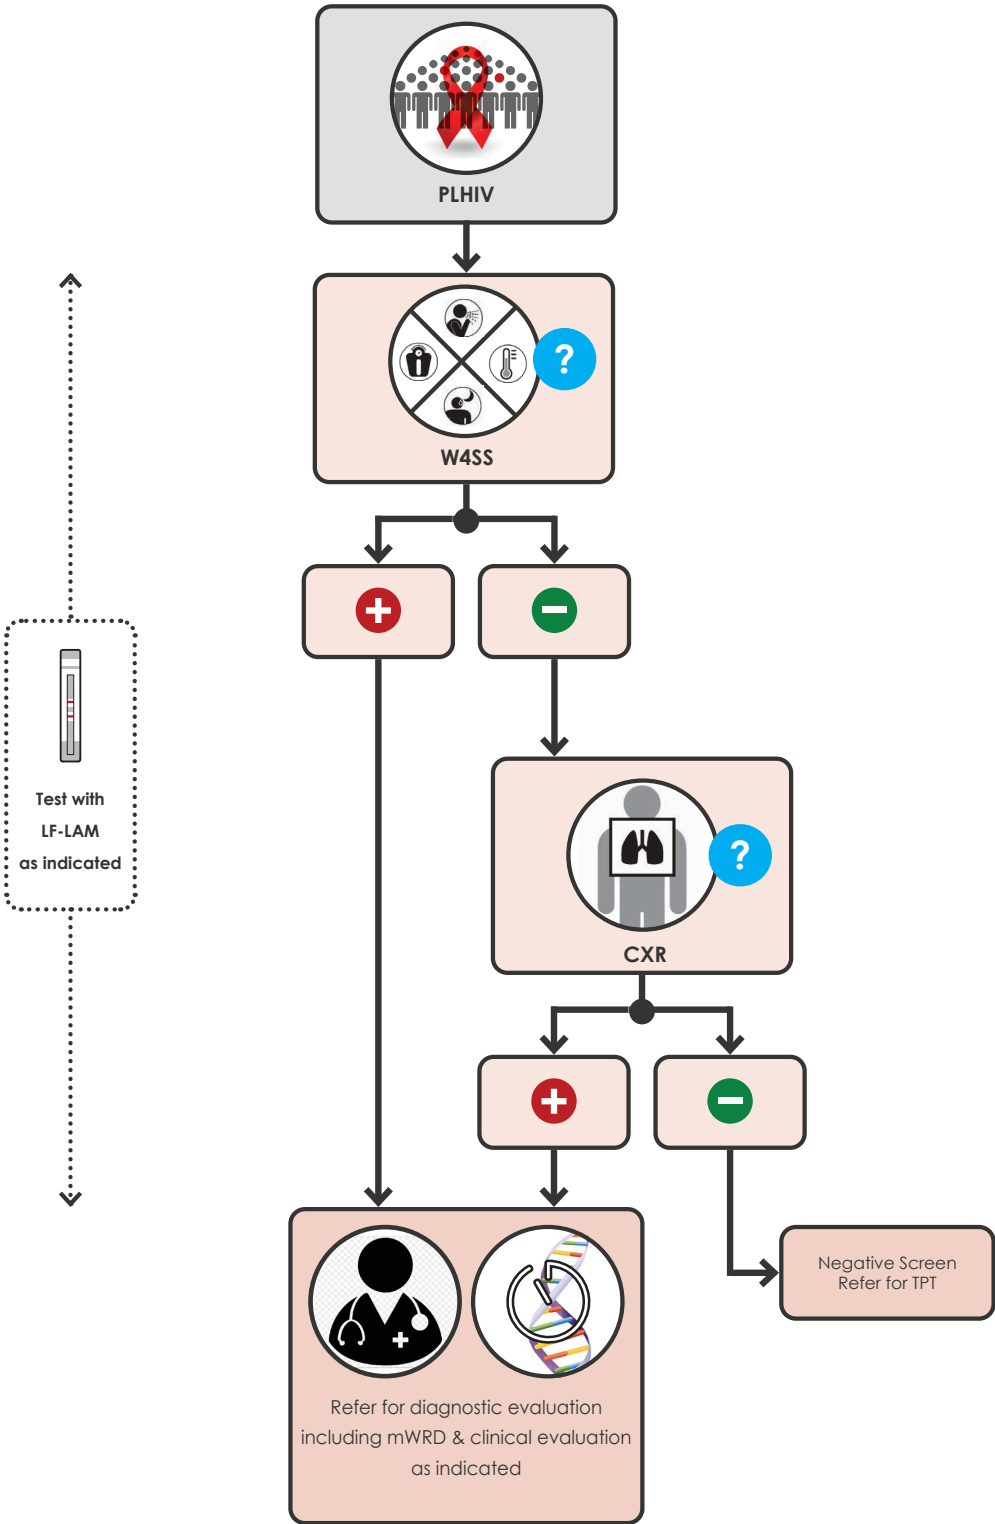 PLHIV
?
W4SS
Test with
LF-LAM
as indicated
?
CXR
Negative Screen
Refer for TPT
Refer for diagnostic evaluation
including mWRD & clinical evaluation
as indicated